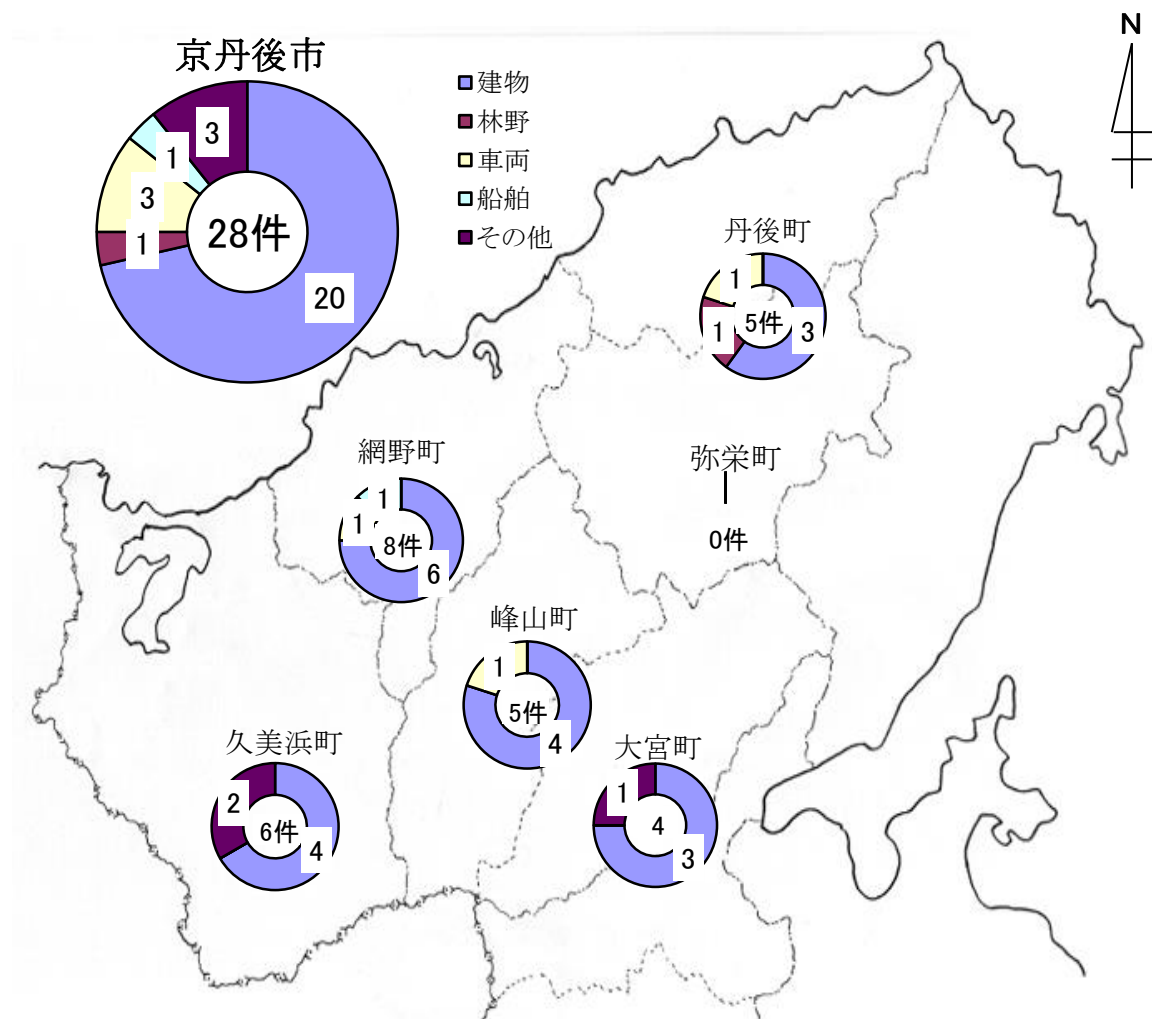 京丹後市
3
1
3
1
28件
20
建物
林野
車両
船舶
その他
N
丹後町
1
1
5件
3
網野町
1
1
8件
6
弥栄町
0件
峰山町
1
5件
4
久美浜町
2
6件
4
大宮町
1
4
3